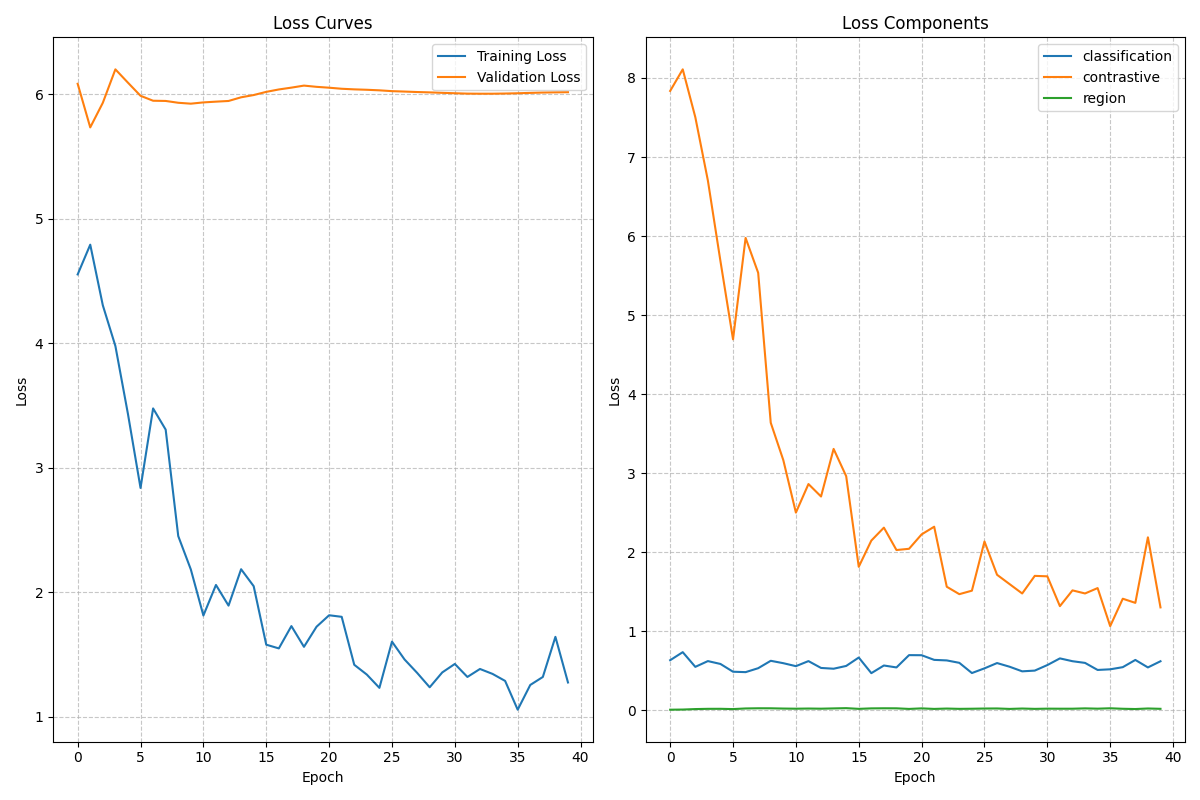 Loss Curves
Training Loss
Validation Loss
Loss
6
5
4
3
2
1
0 5 10 15 20 25 30 35 40
Epoch
Loss Components
classification
contrastive
region
Loss
8
7
6
5
4
3
2
1
0
0 5 10 15 20 25 30 35 40
Epoch